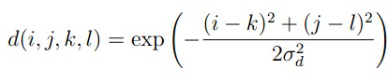 d(i, j, k, l) = exp(−((i − k)² + (j − l)²)/(2σ_d²))